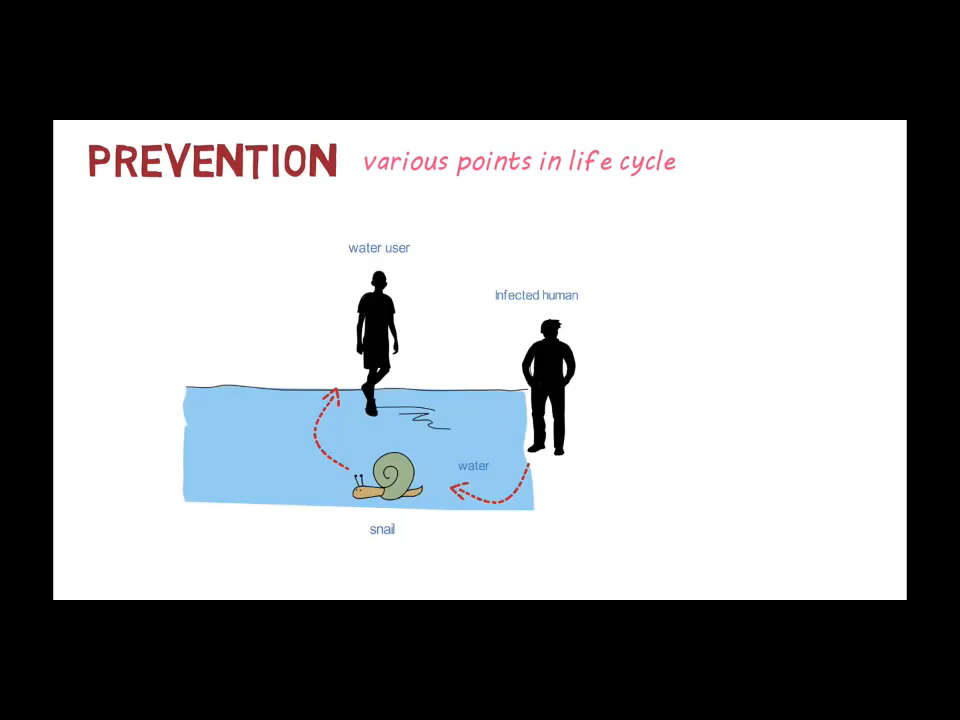 PREVENTION various points in life cycle
water user
Infected human
water
snail